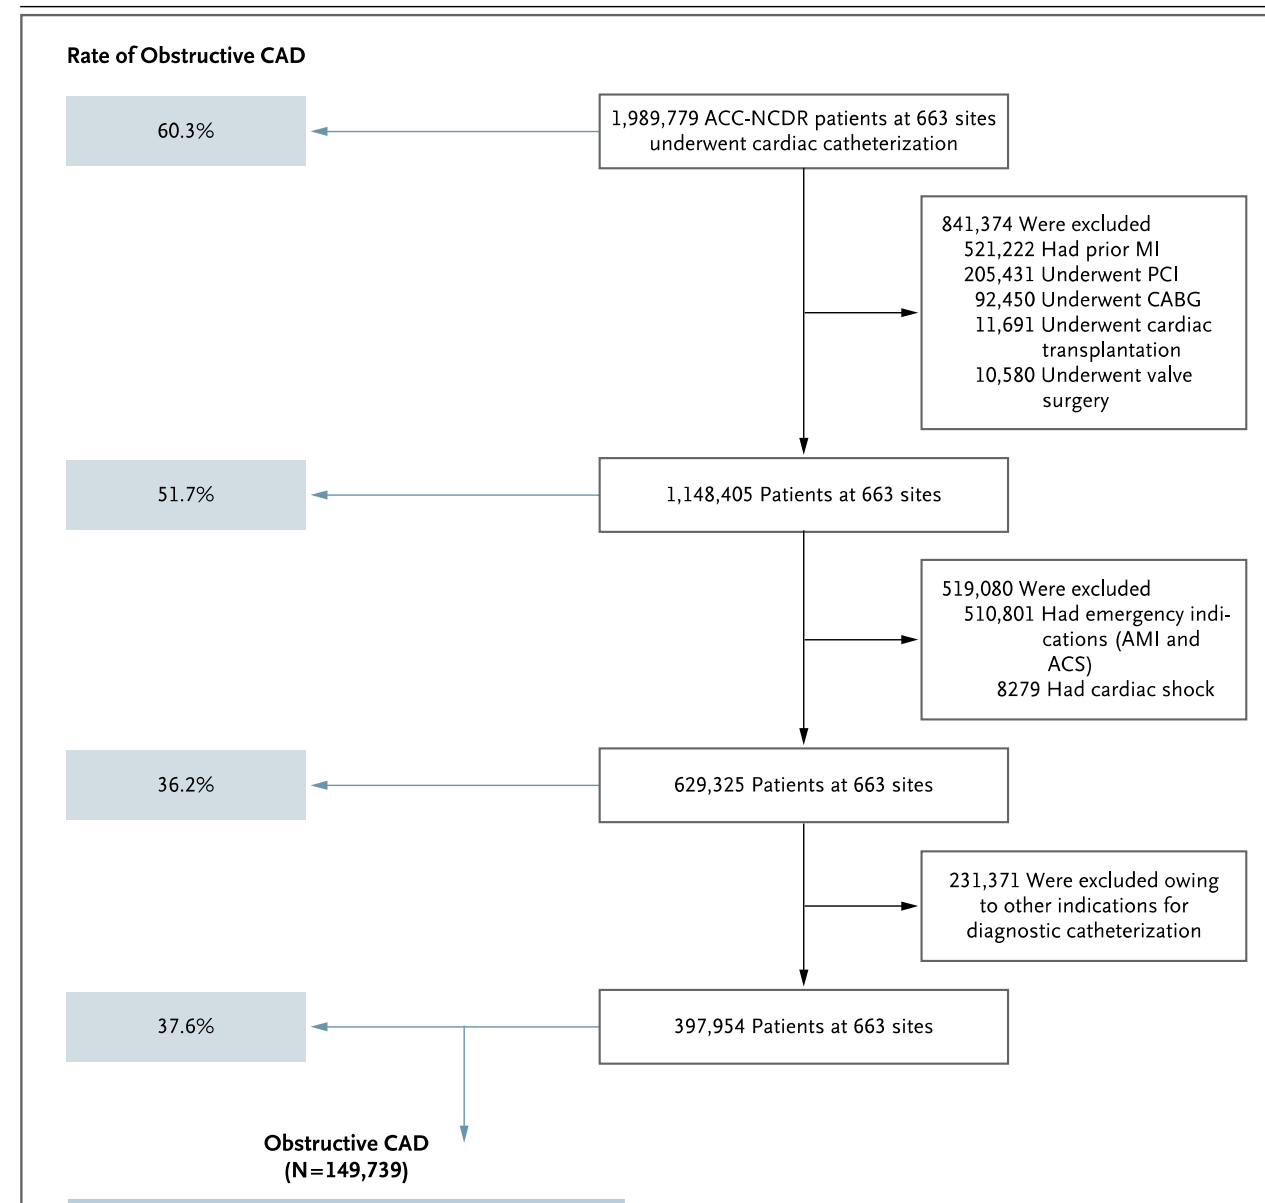 Rate of Obstructive CAD
60.3%
1,989,779 ACC-NCDR patients at 663 sites
underwent cardiac catheterization
841,374 Were excluded
521,222 Had prior MI
205,431 Underwent PCI
92,450 Underwent CABG
11,691 Underwent cardiac
transplantation
10,580 Underwent valve
surgery
51.7%
1,148,405 Patients at 663 sites
519,080 Were excluded
510,801 Had emergency indi-
cations (AMI and
ACS)
8279 Had cardiac shock
36.2%
629,325 Patients at 663 sites
231,371 Were excluded owing
to other indications for
diagnostic catheterization
37.6%
397,954 Patients at 663 sites
Obstructive CAD
(N=149,739)